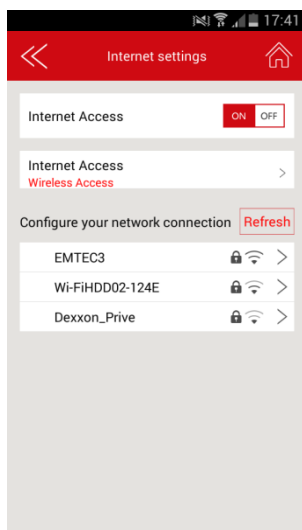 17:41
Internet settings
Internet Access
ON OFF
Internet Access
Wireless Access
Configure your network connection Refresh
EMTEC3
Wi-FiHDD02-124E
Dexxon_Prive